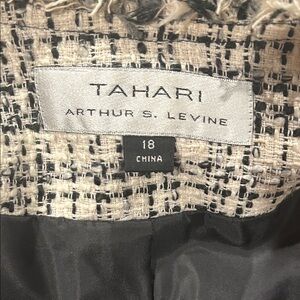 TAHARI
ARTHUR S. LEVINE
18
CHINA